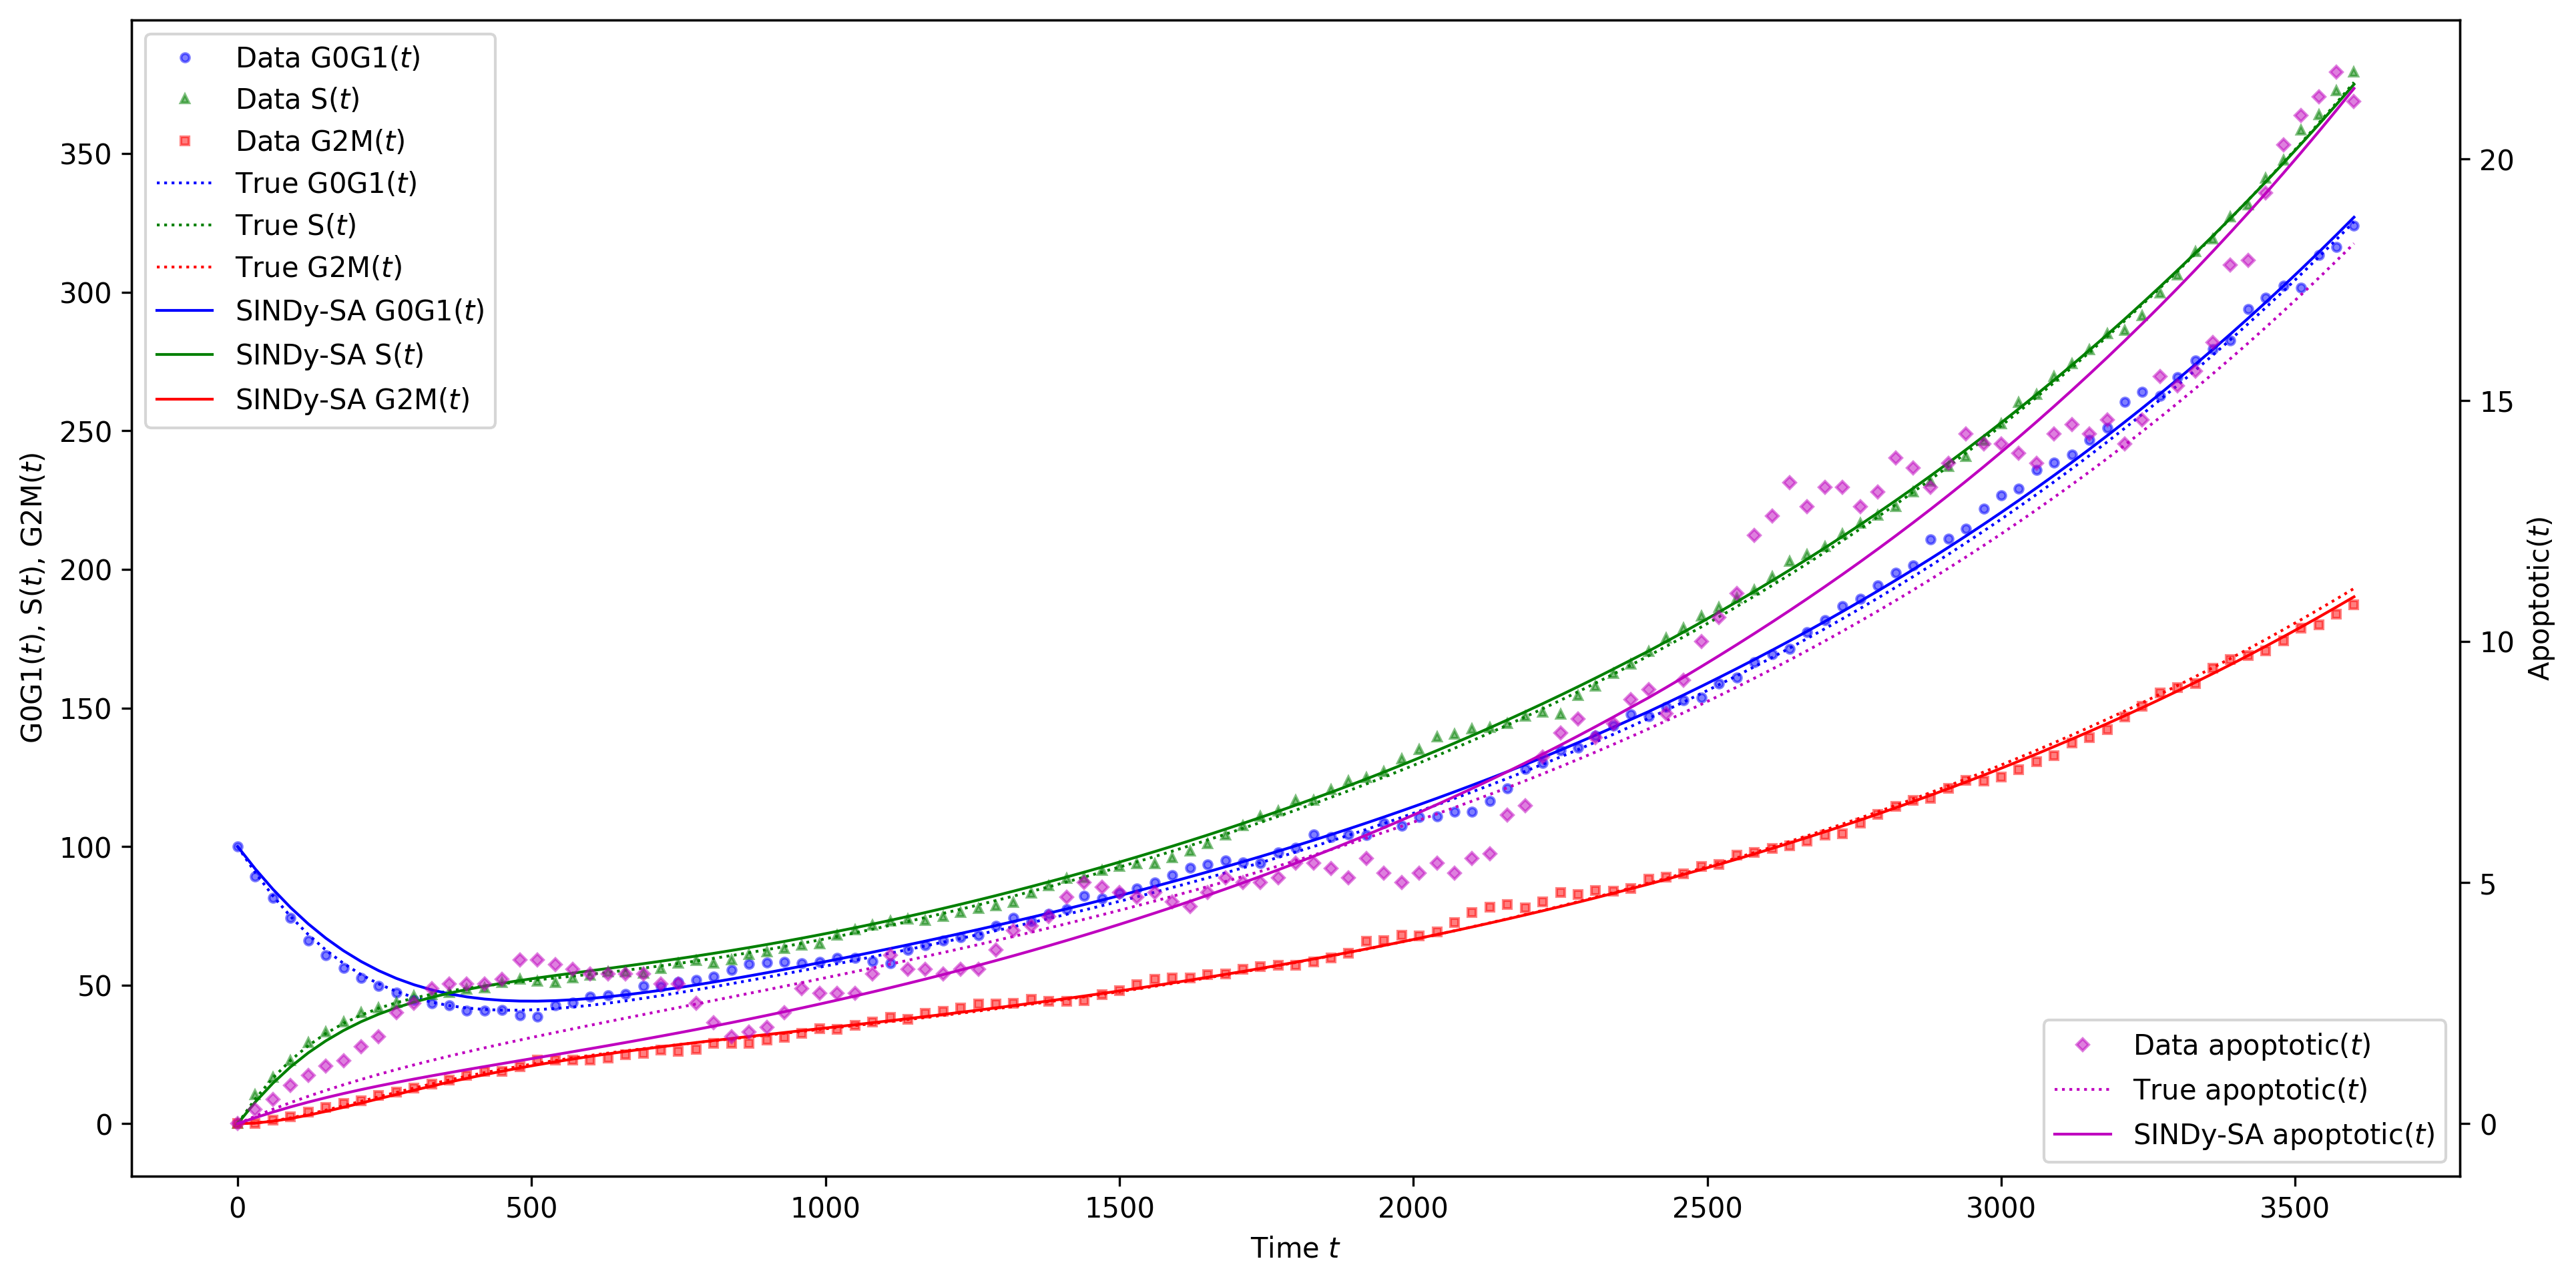 Data G0G1(t)
Data S(t)
Data G2M(t)
True G0G1(t)
True S(t)
True G2M(t)
SINDy-SA G0G1(t)
SINDy-SA S(t)
SINDy-SA G2M(t)
350
300
250
200
150
100
50
0
G0G1(t), S(t), G2M(t)
20
15
10
5
0
Apoptotic(t)
Data apoptotic(t)
True apoptotic(t)
SINDy-SA apoptotic(t)
0 500 1000 1500 2000 2500 3000 3500
Time t